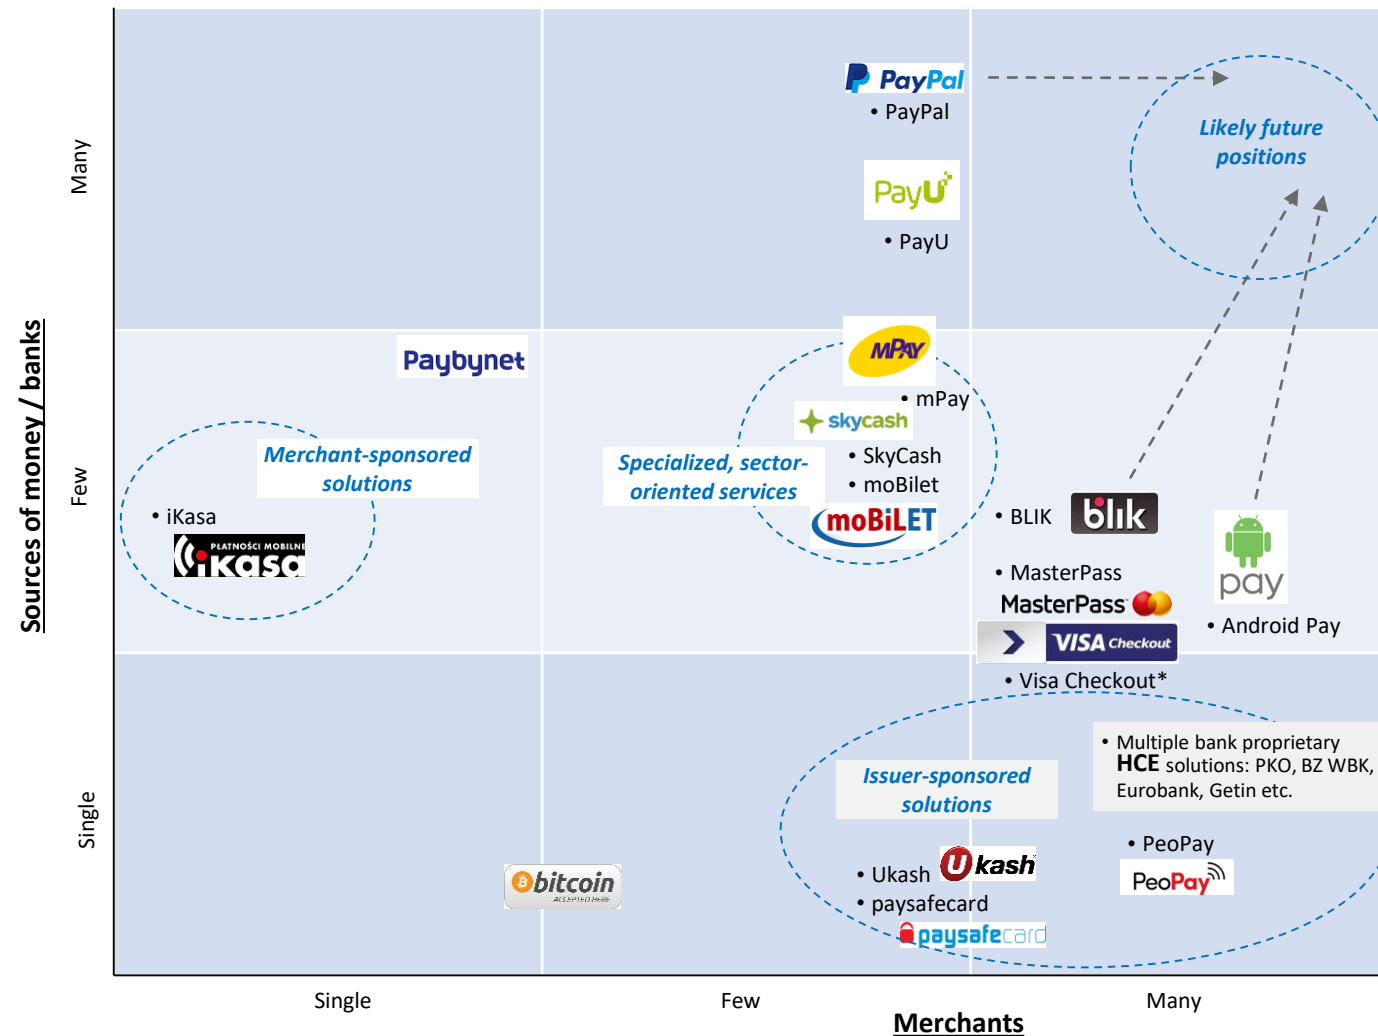 PayPal
• PayPal
Likely future
positions
PayU
• PayU
Many
Sources of money / banks
Few
Single
Paybynet
mPAY
• mPay
skycash
Merchant-sponsored
solutions
Specialized, sector-
oriented services
• SkyCash
• moBilet
moBiLET
• iKasa
PŁATNOŚCI MOBILNE
iKasa
• BLIK
blik
• MasterPass
MasterPass
pay
• Android Pay
VISA Checkout
• Visa Checkout*
• Multiple bank proprietary
HCE solutions: PKO, BZ WBK,
Eurobank, Getin etc.
Issuer-sponsored
solutions
• PeoPay
PeoPay
• Ukash
Ukash
• paysafecard
paysafecard
bitcoin
ACCEPTED HERE
Single
Few
Many
Merchants